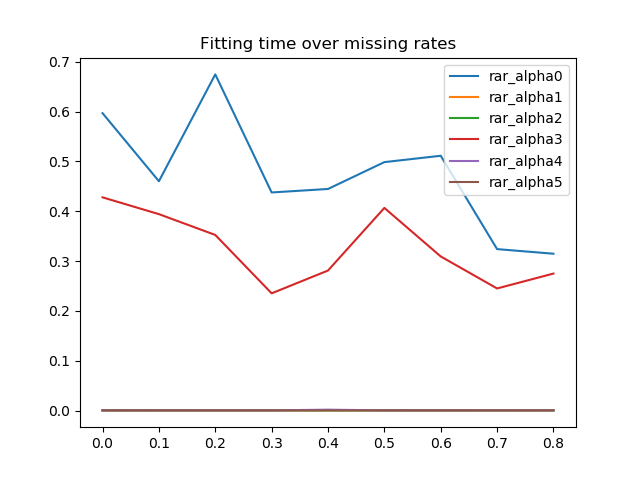 Fitting time over missing rates
0.7
0.6
0.5
0.4
0.3
0.2
0.1
0.0
rar_alpha0
rar_alpha1
rar_alpha2
rar_alpha3
rar_alpha4
rar_alpha5
0.0 0.1 0.2 0.3 0.4 0.5 0.6 0.7 0.8